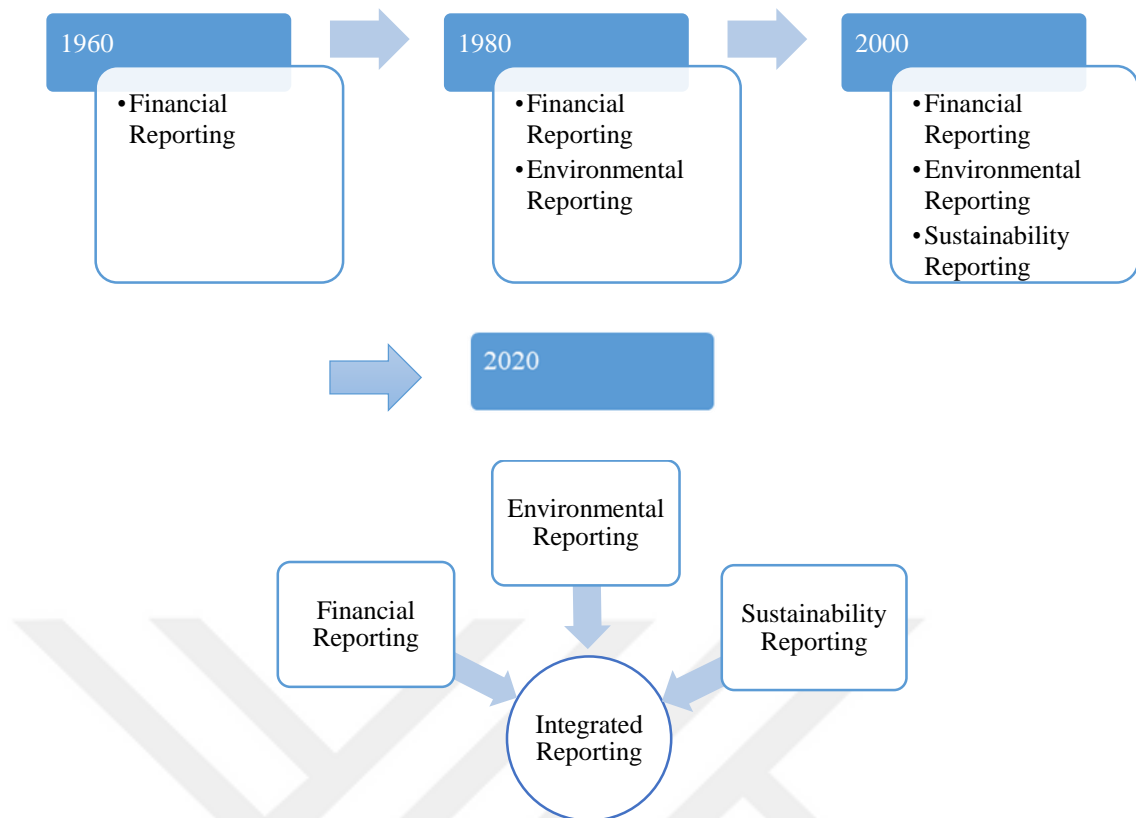 1960
•Financial
Reporting
1980
•Financial
Reporting
•Environmental
Reporting
2000
•Financial
Reporting
•Environmental
Reporting
•Sustainability
Reporting
2020
Environmental
Reporting
Financial
Reporting
Sustainability
Reporting
Integrated
Reporting